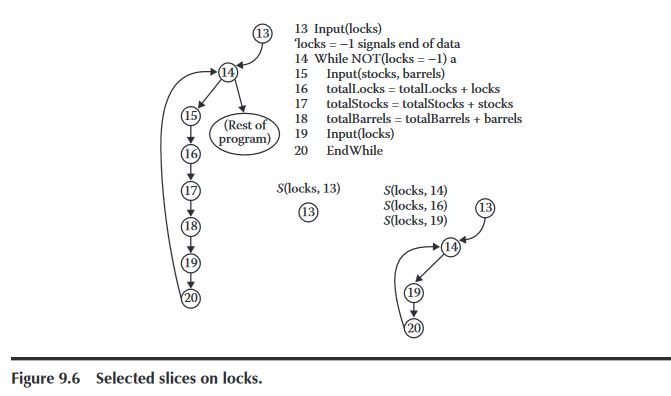 13
13 Input(locks)
'locks = −1 signals end of data
14
14 While NOT(locks = −1) a
15 Input(stocks, barrels)
16 totalLocks = totalLocks + locks
15
(Rest of
program)
17 totalStocks = totalStocks + stocks
18 totalBarrels = totalBarrels + barrels
19 Input(locks)
16
20 EndWhile
17
18
19
20
S(locks, 13)
13
S(locks, 14)
S(locks, 16)
S(locks, 19)
13
14
19
20
Figure 9.6 Selected slices on locks.